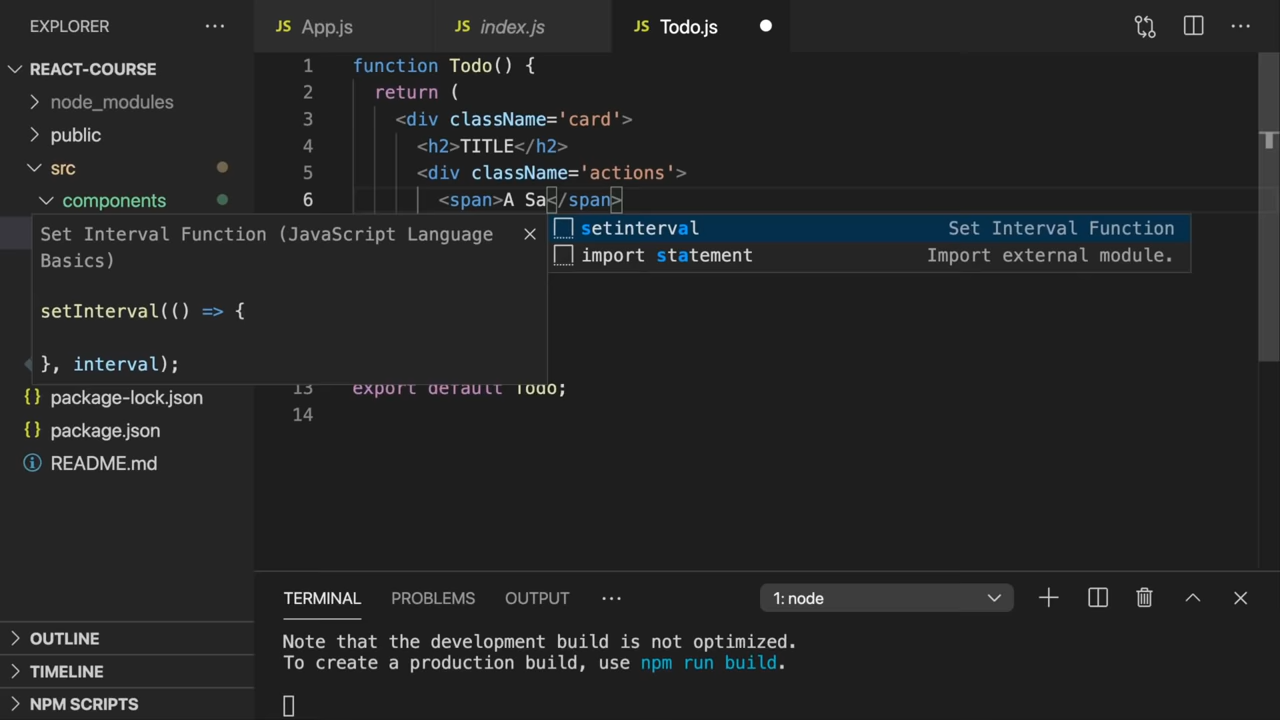 EXPLORER ···
JS App.js JS index.js JS Todo.js
REACT-COURSE
node_modules
public
src
components
1 function Todo() {
2 return (
3 <div className='card'>
4 <h2>TITLE</h2>
5 <div className='actions'>
6 <span>A Sa</span>
setinterval Set Interval Function
import statement Import external module.
Set Interval Function (JavaScript Language
Basics)
setInterval(() => {
}, interval);
13 export default Todo;
14
{} package-lock.json
{} package.json
README.md
OUTLINE
TIMELINE
NPM SCRIPTS
TERMINAL PROBLEMS OUTPUT ··· 1: node
Note that the development build is not optimized.
To create a production build, use npm run build.